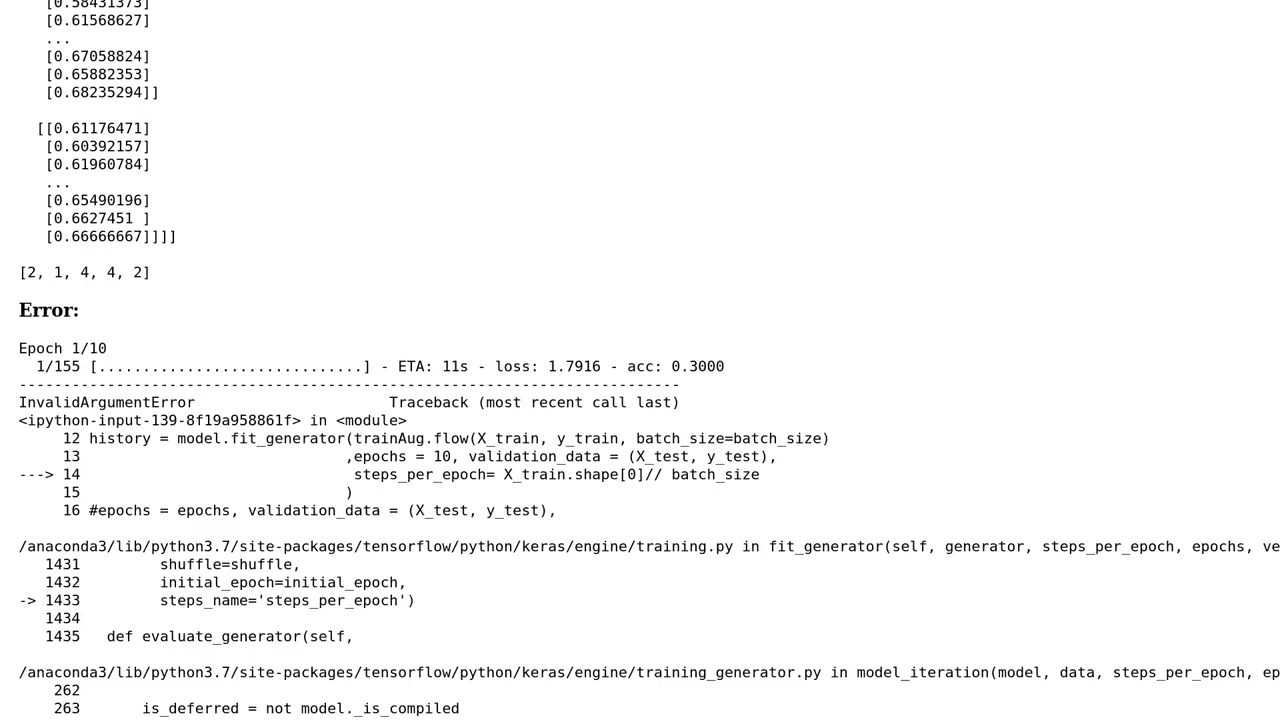 [0.58431373]
[0.61568627]
...
[0.67058824]
[0.65882353]
[0.68235294]]
[[0.61176471]
[0.60392157]
[0.61960784]
...
[0.65490196]
[0.6627451 ]
[0.66666667]]]]
[2, 1, 4, 4, 2]
Error:
Epoch 1/10
1/155 [..............................] - ETA: 11s - loss: 1.7916 - acc: 0.3000
---------------------------------------------------------------------------
InvalidArgumentError                      Traceback (most recent call last)
<ipython-input-139-8f19a958861f> in <module>
12 history = model.fit_generator(trainAug.flow(X_train, y_train, batch_size=batch_size)
13                              ,epochs = 10, validation_data = (X_test, y_test),
---> 14                               steps_per_epoch= X_train.shape[0]// batch_size
15                              )
16 #epochs = epochs, validation_data = (X_test, y_test),
/anaconda3/lib/python3.7/site-packages/tensorflow/python/keras/engine/training.py in fit_generator(self, generator, steps_per_epoch, epochs, ve
1431         shuffle=shuffle,
1432         initial_epoch=initial_epoch,
-> 1433         steps_name='steps_per_epoch')
1434
1435   def evaluate_generator(self,
/anaconda3/lib/python3.7/site-packages/tensorflow/python/keras/engine/training_generator.py in model_iteration(model, data, steps_per_epoch, ep
262
263       is_deferred = not model._is_compiled